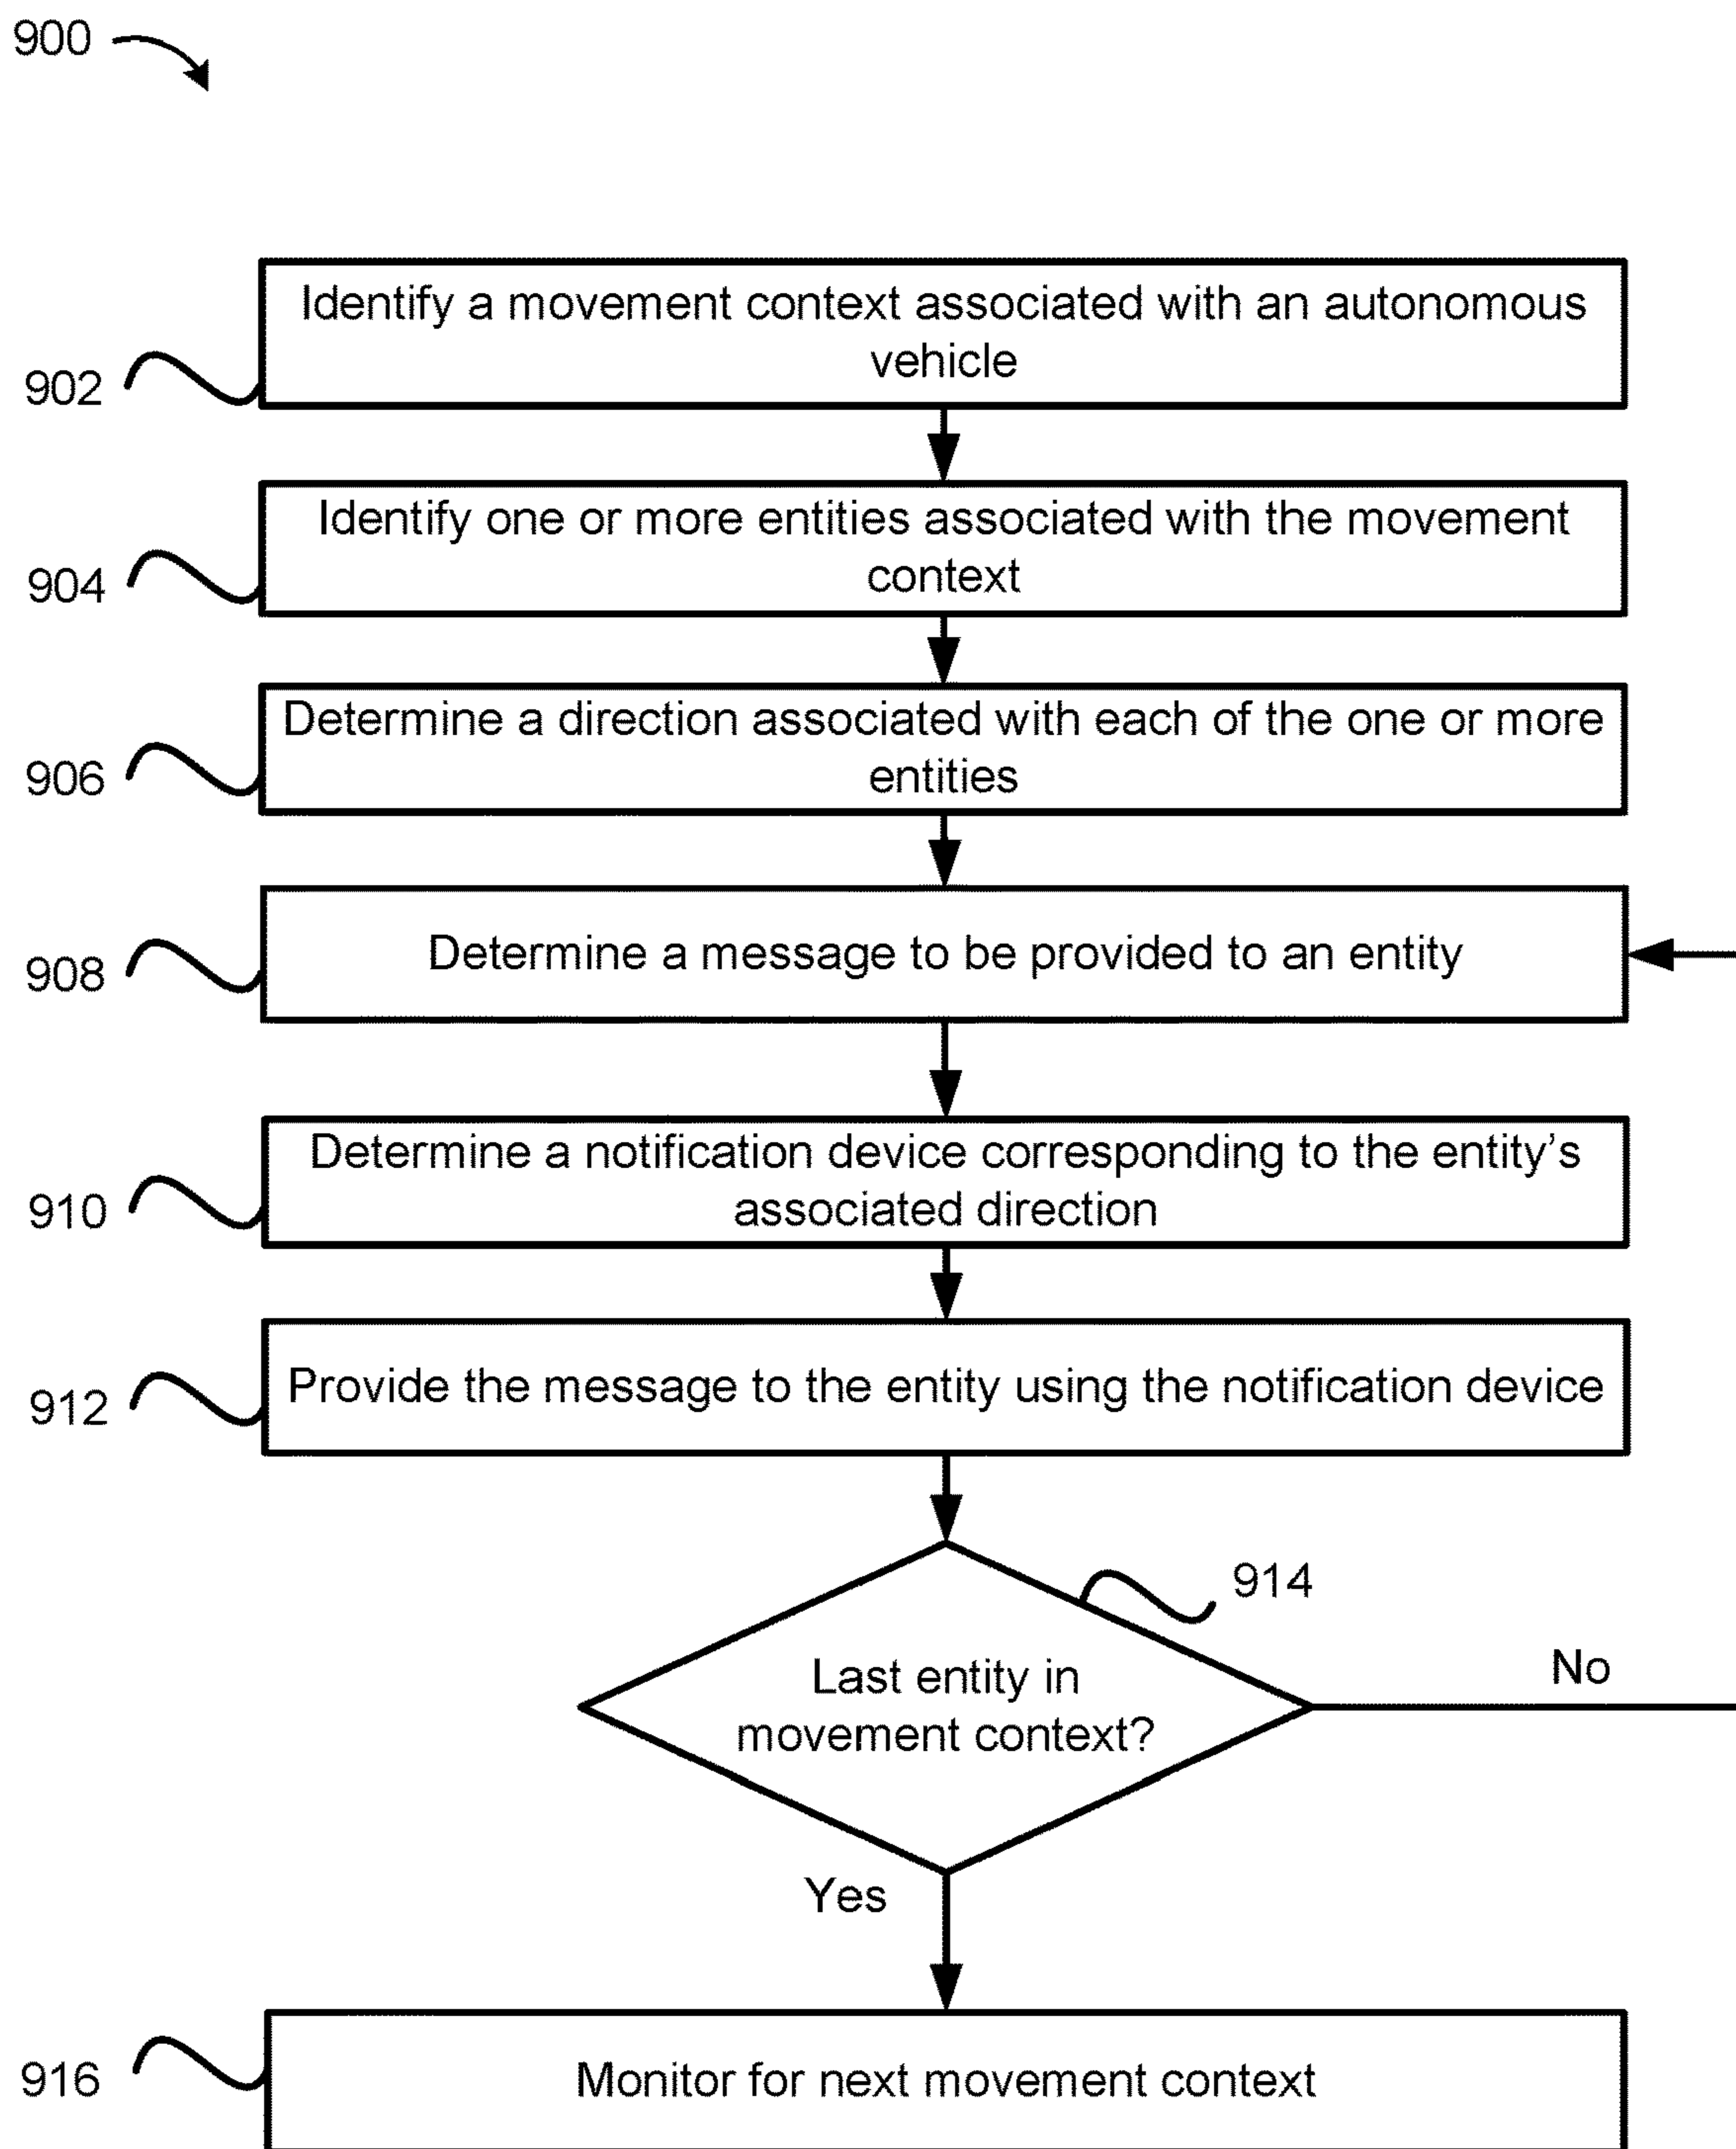 900
Identify a movement context associated with an autonomous
vehicle
902
Identify one or more entities associated with the movement
context
904
Determine a direction associated with each of the one or more
entities
906
Determine a message to be provided to an entity
908
Determine a notification device corresponding to the entity’s
associated direction
910
Provide the message to the entity using the notification device
912
914
Last entity in
movement context?
No
Yes
Monitor for next movement context
916